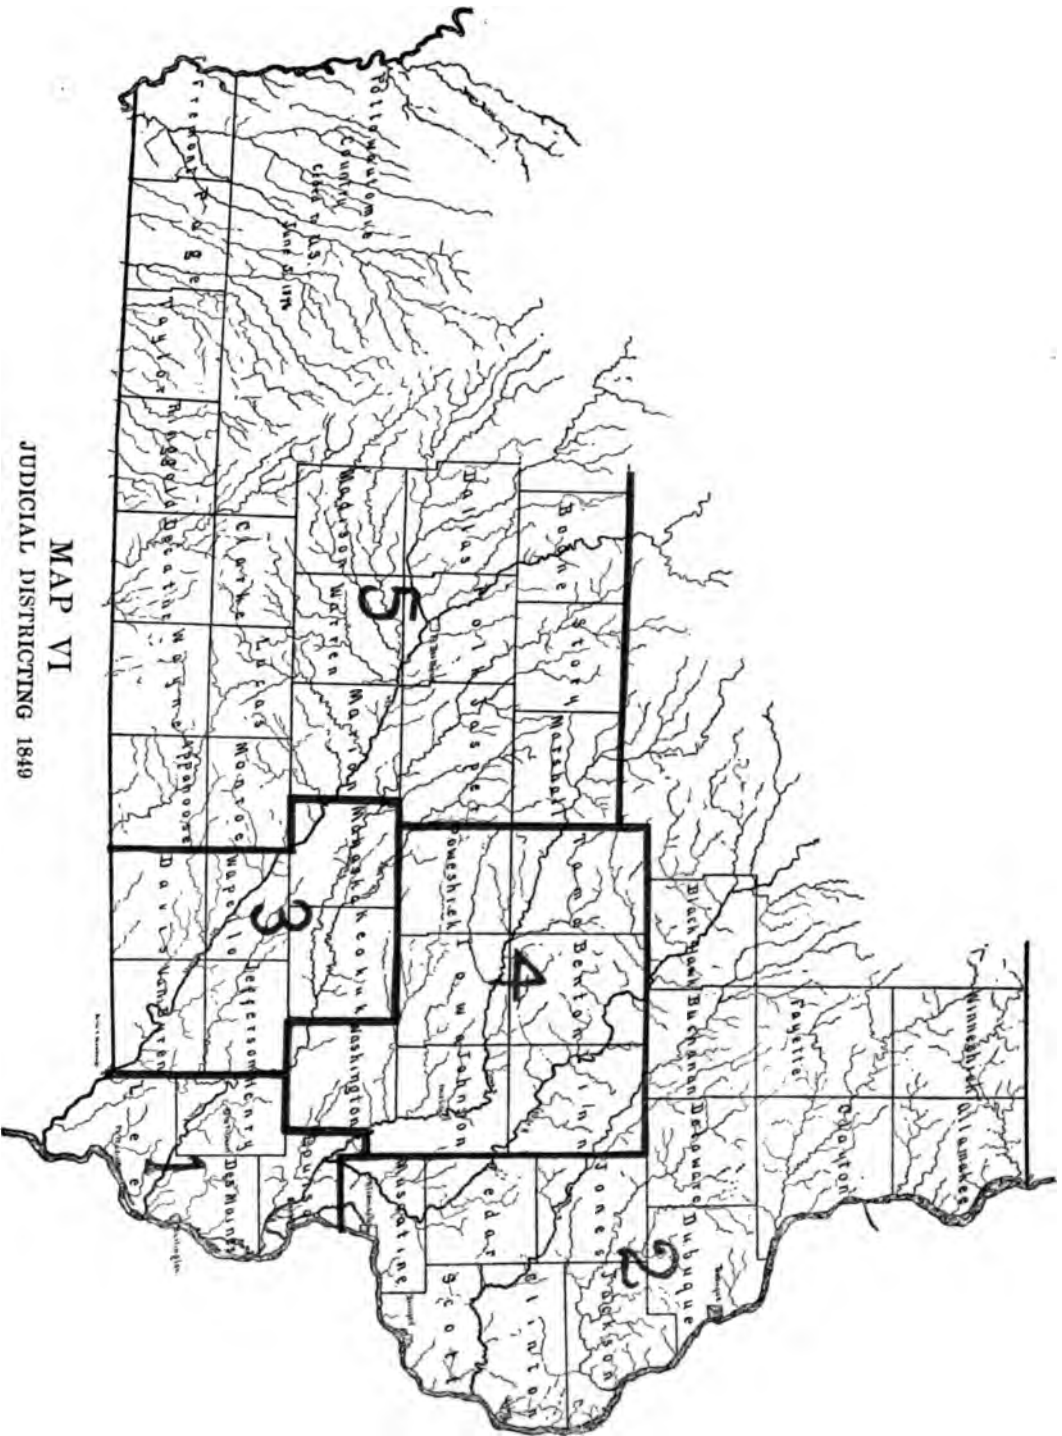 Pottowautomie
Country
Ceded to U.S.
June 5, 1846
Fremont
Page
Taylor
Ringgold
Decatur
Wayne
Appanoose
Davis
Van Buren
Lee
Clarke
Lucas
Monroe
Wapello
Jefferson
Henry
Des Moines
Madison
Warren
Marion
Mahaska
Keokuk
Washington
Louisa
Dallas
Polk
Jasper
Poweshiek
Iowa
Johnson
Muscatine
Cedar
Scott
Boone
Story
Marshall
Tama
Benton
Linn
Jones
Jackson
Clinton
Black Hawk
Buchanan
Delaware
Dubuque
Fayette
Clayton
Winneshiek
Allamakee
Burlington
5
3
4
1
2
MAP VI
JUDICIAL DISTRICTING 1849